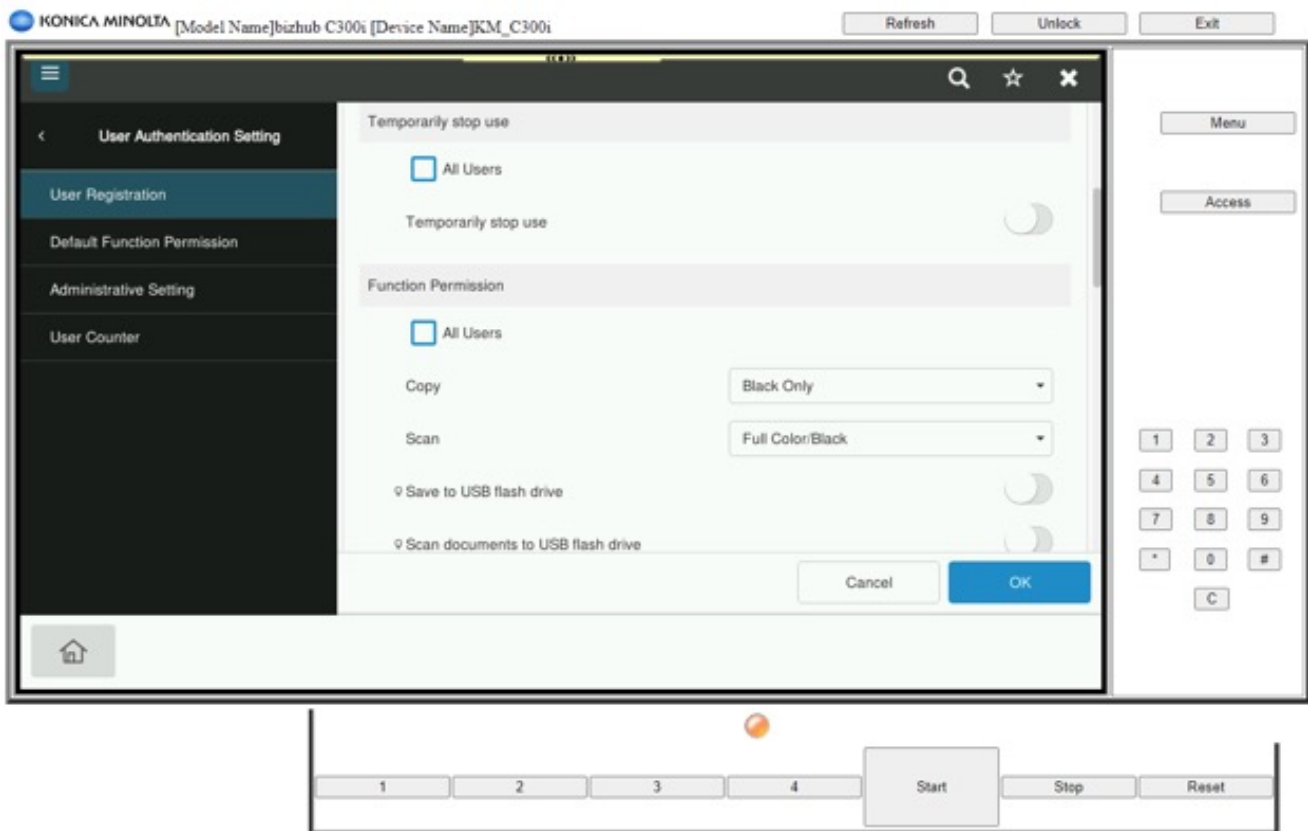 KONICA MINOLTA [Model Name]bizhub C300i [Device Name]KM_C300i
Refresh
Unlock
Exit
User Authentication Setting
User Registration
Default Function Permission
Administrative Setting
User Counter
Temporarily stop use
All Users
Temporarily stop use
Function Permission
All Users
Copy
Black Only
Scan
Full Color/Black
Save to USB flash drive
Scan documents to USB flash drive
Cancel
OK
Menu
Access
1 2 3
4 5 6
7 8 9
* 0 #
C
1 2 3 4 Start Stop Reset